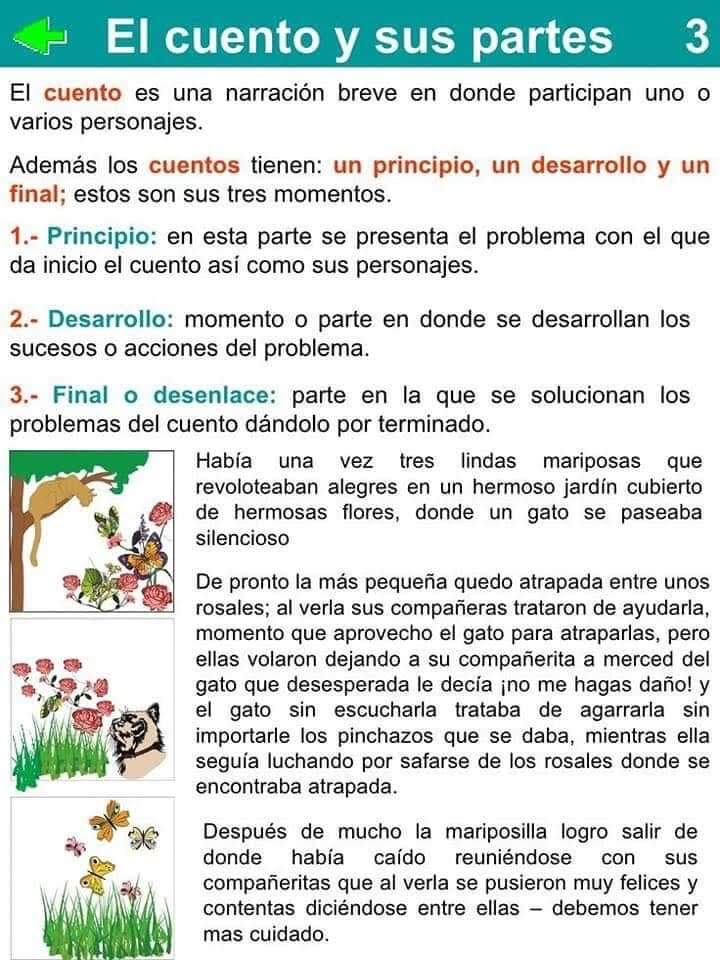 El cuento y sus partes 3
El cuento es una narración breve en donde participan uno o
varios personajes.
Además los cuentos tienen: un principio, un desarrollo y un
final; estos son sus tres momentos.
1.- Principio: en esta parte se presenta el problema con el que
da inicio el cuento así como sus personajes.
2.- Desarrollo: momento o parte en donde se desarrollan los
sucesos o acciones del problema.
3.- Final o desenlace: parte en la que se solucionan los
problemas del cuento dándolo por terminado.
Había una vez tres lindas mariposas que
revoloteaban alegres en un hermoso jardín cubierto
de hermosas flores, donde un gato se paseaba
silencioso
De pronto la más pequeña quedo atrapada entre unos
rosales; al verla sus compañeras trataron de ayudarla,
momento que aprovecho el gato para atraparlas, pero
ellas volaron dejando a su compañerita a merced del
gato que desesperada le decía ¡no me hagas daño! y
el gato sin escucharla trataba de agarrarla sin
importarle los pinchazos que se daba, mientras ella
seguía luchando por safarse de los rosales donde se
encontraba atrapada.
Después de mucho la mariposilla logro salir de
donde había caído reuniéndose con sus
compañeritas que al verla se pusieron muy felices y
contentas diciéndose entre ellas – debemos tener
mas cuidado.